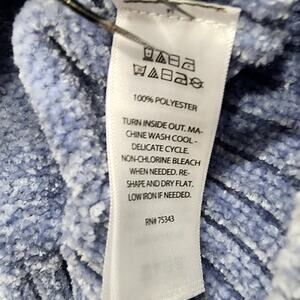 100% POLYESTER
TURN INSIDE OUT. MA-
CHINE WASH COOL -
DELICATE CYCLE.
NON-CHLORINE BLEACH
WHEN NEEDED. RE-
SHAPE AND DRY FLAT.
LOW IRON IF NEEDED.
RN# 75343